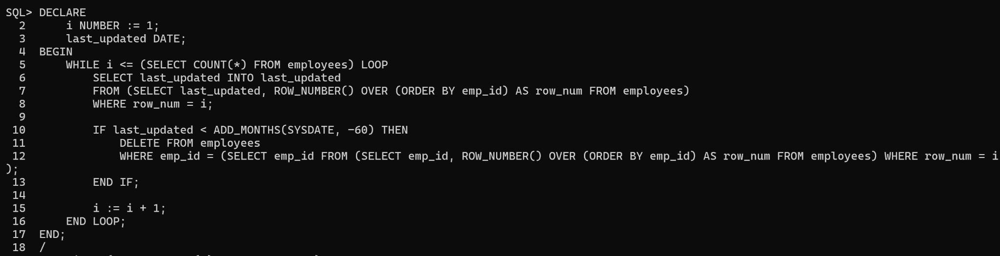 SQL> DECLARE
  2      i NUMBER := 1;
  3      last_updated DATE;
  4  BEGIN
  5      WHILE i <= (SELECT COUNT(*) FROM employees) LOOP
  6          SELECT last_updated INTO last_updated
  7          FROM (SELECT last_updated, ROW_NUMBER() OVER (ORDER BY emp_id) AS row_num FROM employees)
  8          WHERE row_num = i;
  9
 10          IF last_updated < ADD_MONTHS(SYSDATE, -60) THEN
 11              DELETE FROM employees
 12              WHERE emp_id = (SELECT emp_id FROM (SELECT emp_id, ROW_NUMBER() OVER (ORDER BY emp_id) AS row_num FROM employees) WHERE row_num = i
);
 13          END IF;
 14
 15          i := i + 1;
 16      END LOOP;
 17  END;
 18  /